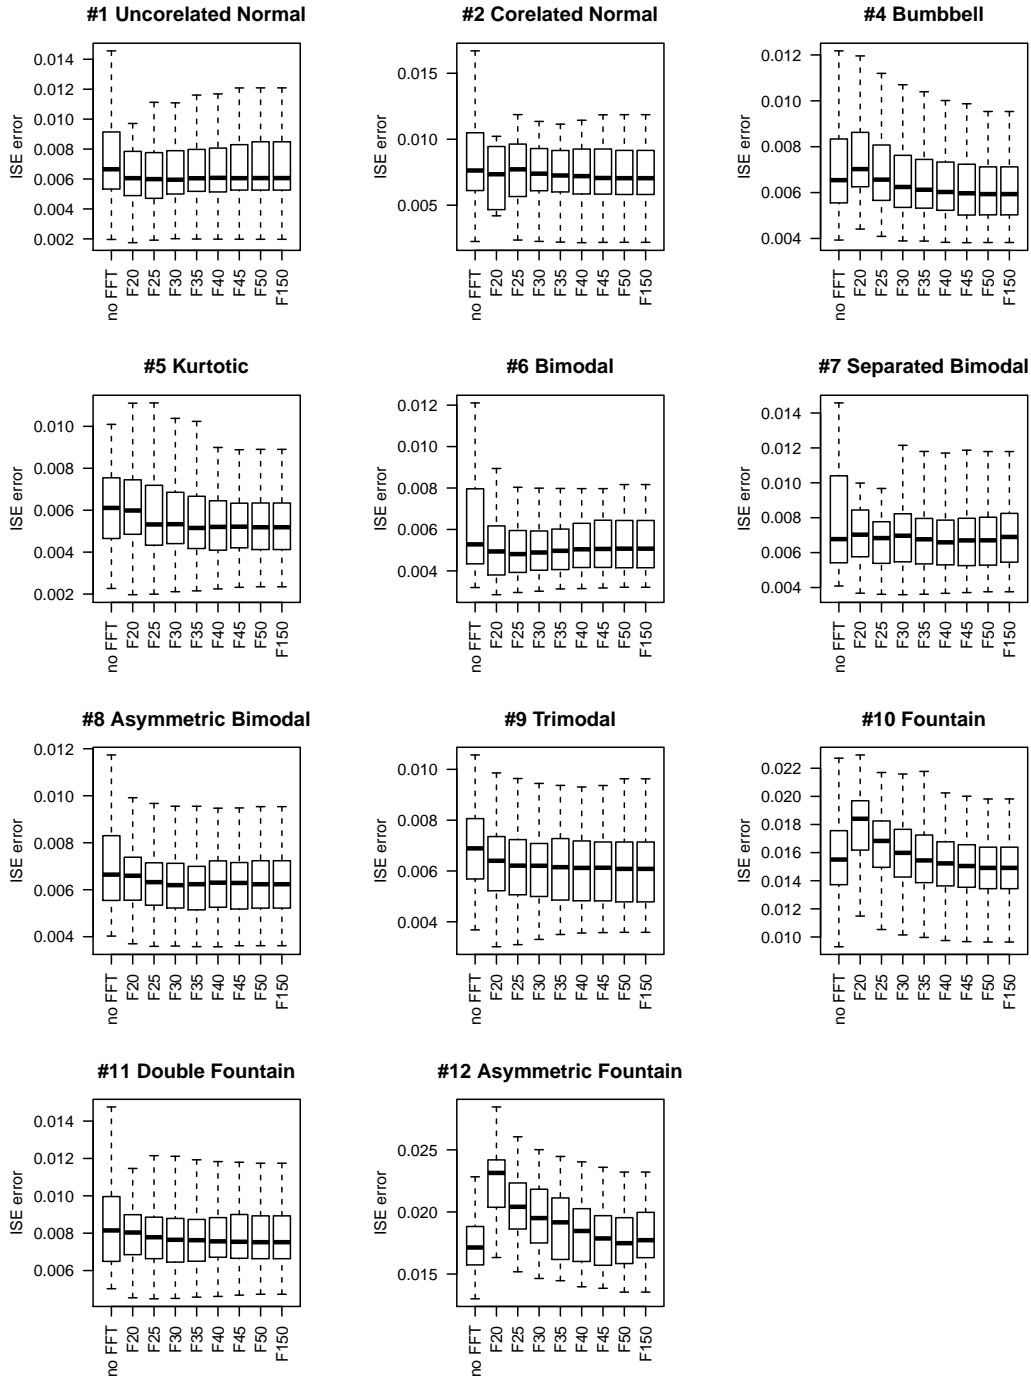 #1 Uncorelated Normal
ISE error
0.014
0.012
0.010
0.008
0.006
0.004
0.002
no FFT
F20
F25
F30
F35
F40
F45
F50
F150
#2 Corelated Normal
ISE error
0.015
0.010
0.005
no FFT
F20
F25
F30
F35
F40
F45
F50
F150
#4 Bumbbell
ISE error
0.012
0.010
0.008
0.006
0.004
no FFT
F20
F25
F30
F35
F40
F45
F50
F150
#5 Kurtotic
ISE error
0.010
0.008
0.006
0.004
0.002
no FFT
F20
F25
F30
F35
F40
F45
F50
F150
#6 Bimodal
ISE error
0.012
0.010
0.008
0.006
0.004
no FFT
F20
F25
F30
F35
F40
F45
F50
F150
#7 Separated Bimodal
ISE error
0.014
0.012
0.010
0.008
0.006
0.004
no FFT
F20
F25
F30
F35
F40
F45
F50
F150
#8 Asymmetric Bimodal
ISE error
0.012
0.010
0.008
0.006
0.004
no FFT
F20
F25
F30
F35
F40
F45
F50
F150
#9 Trimodal
ISE error
0.010
0.008
0.006
0.004
no FFT
F20
F25
F30
F35
F40
F45
F50
F150
#10 Fountain
ISE error
0.022
0.020
0.018
0.016
0.014
0.012
0.010
no FFT
F20
F25
F30
F35
F40
F45
F50
F150
#11 Double Fountain
ISE error
0.014
0.012
0.010
0.008
0.006
no FFT
F20
F25
F30
F35
F40
F45
F50
F150
#12 Asymmetric Fountain
ISE error
0.025
0.020
0.015
no FFT
F20
F25
F30
F35
F40
F45
F50
F150